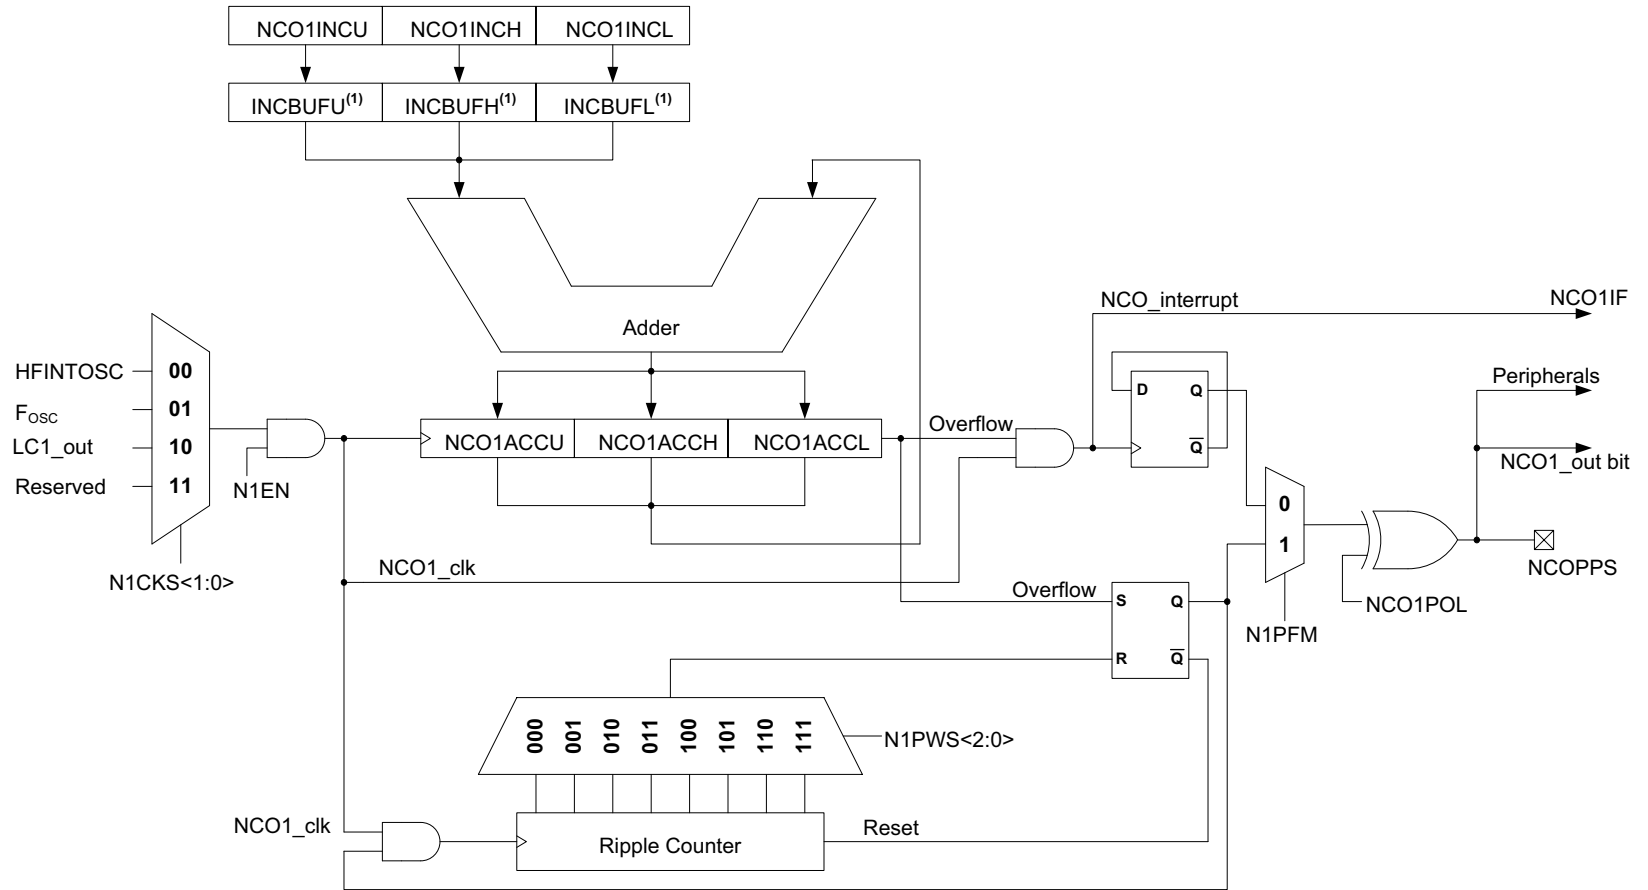 NCO1INCU NCO1INCH NCO1INCL
INCBUFU(1) INCBUFH(1) INCBUFL(1)
Adder
NCO_interrupt
NCO1IF
HFINTOSC 00
FOSC 01
LC1_out 10
Reserved 11
N1EN
N1CKS<1:0>
NCO1ACCU NCO1ACCH NCO1ACCL
Overflow
D Q
Q̅
Peripherals
NCO1_out bit
0
1
NCOPPS
NCO1POL
N1PFM
NCO1_clk
Overflow
S Q
R Q̅
000 001 010 011 100 101 110 111
N1PWS<2:0>
NCO1_clk
Ripple Counter
Reset